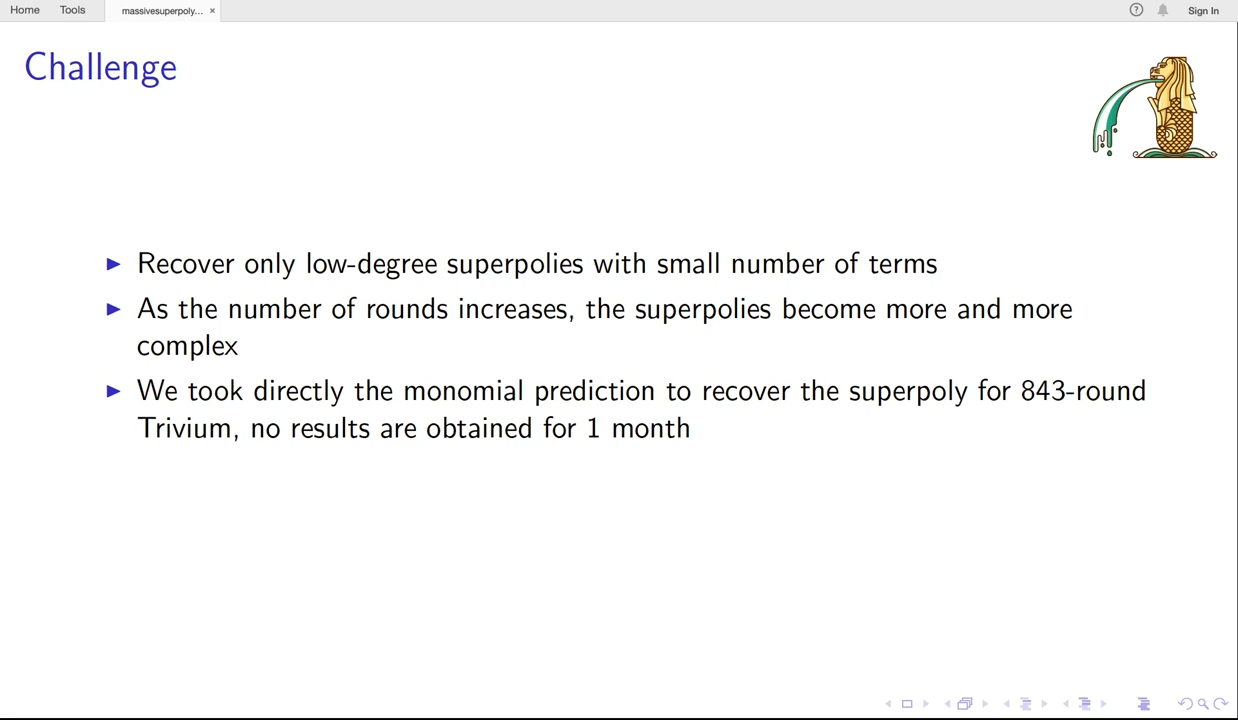 Home Tools massivesuperpoly... × ? Sign In
Challenge
Recover only low-degree superpolies with small number of terms
As the number of rounds increases, the superpolies become more and more
complex
We took directly the monomial prediction to recover the superpoly for 843-round
Trivium, no results are obtained for 1 month